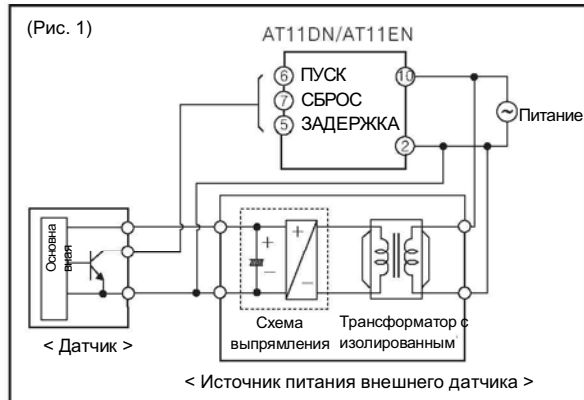 (Рис. 1)
AT11DN/AT11EN
6 ПУСК
10
7 СБРОС
5 ЗАДЕРЖКА
2
~ Питание
Основна
вная
+
−
+
−
Схема
выпрямления
Трансформатор с
изолированным
< Датчик >
< Источник питания внешнего датчика >